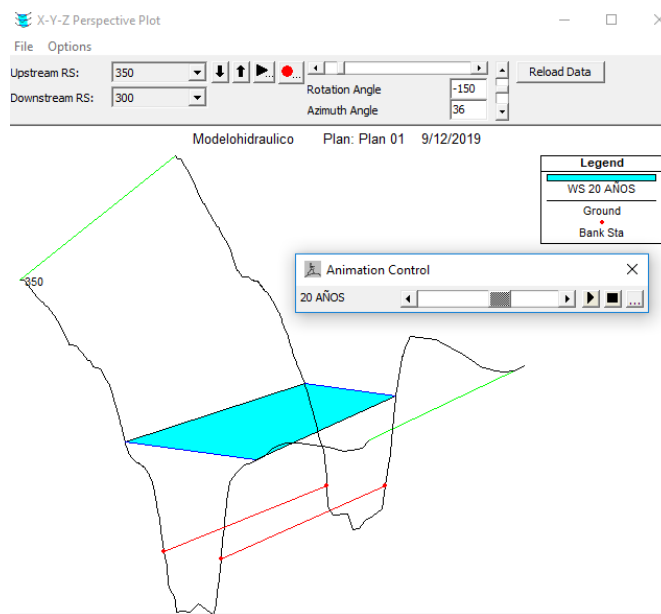 X-Y-Z Perspective Plot
File Options
Upstream RS: 350
Downstream RS: 300
Rotation Angle -150
Azimuth Angle 36
Reload Data
Modelohidraulico Plan: Plan 01 9/12/2019
Legend
WS 20 AÑOS
Ground
Bank Sta
350
Animation Control
20 AÑOS